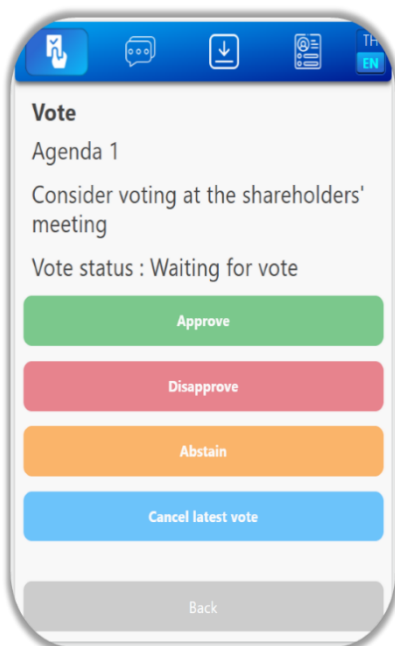 TH
EN
Vote
Agenda 1
Consider voting at the shareholders'
meeting
Vote status : Waiting for vote
Approve
Disapprove
Abstain
Cancel latest vote
Back